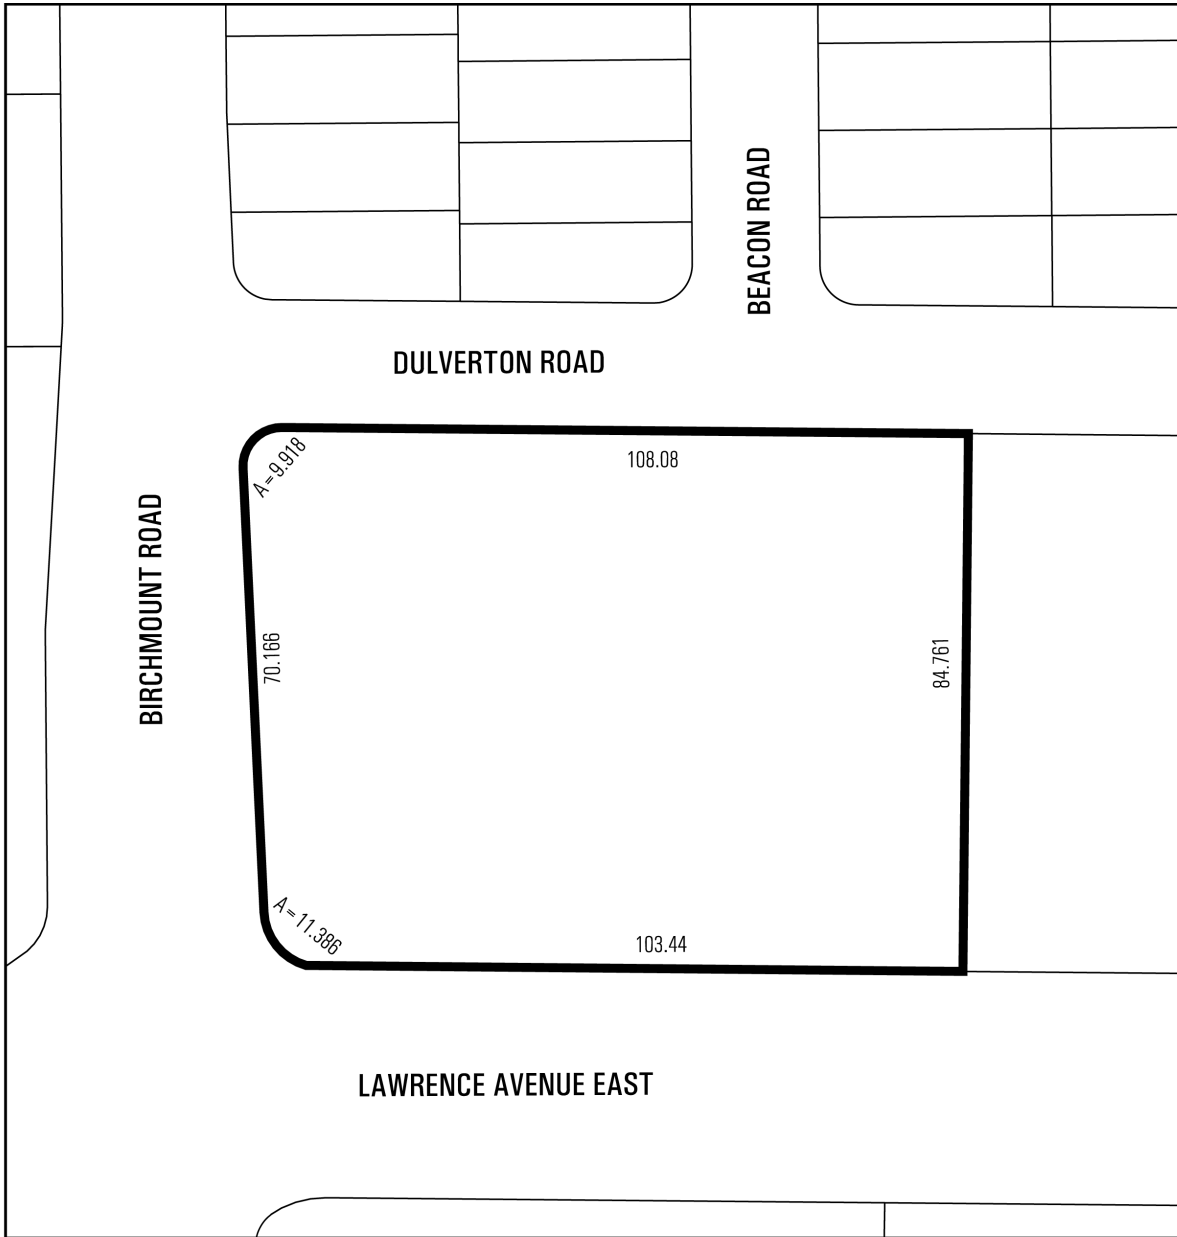 BEACON ROAD
DULVERTON ROAD
A = 9.918
108.08
BIRCHMOUNT ROAD
70.166
84.761
A = 11.386
103.44
LAWRENCE AVENUE EAST